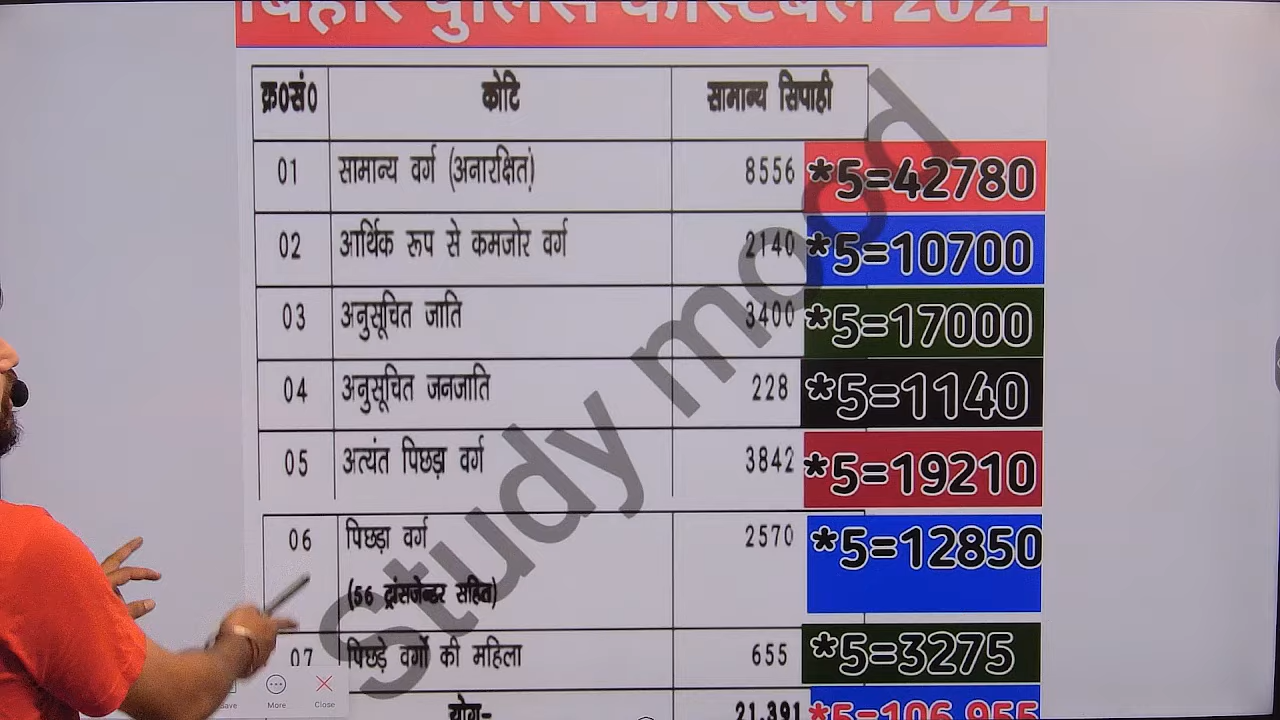 बिहार पुलिस कांस्टेबल 2024
क्र0सं0 कोटि सामान्य सिपाही
01 सामान्य वर्ग (अनारक्षित) 8556 *5=42780
02 आर्थिक रूप से कमजोर वर्ग 2140 *5=10700
03 अनुसूचित जाति 3400 *5=17000
04 अनुसूचित जनजाति 228 *5=1140
05 अत्यंत पिछड़ा वर्ग 3842 *5=19210
06 पिछड़ा वर्ग 2570 *5=12850
(56 ट्रांसजेन्डर सहित)
07 पिछड़े वर्गों की महिला 655 *5=3275
योग- 21,391 *5=106,955
Study mood
More Close